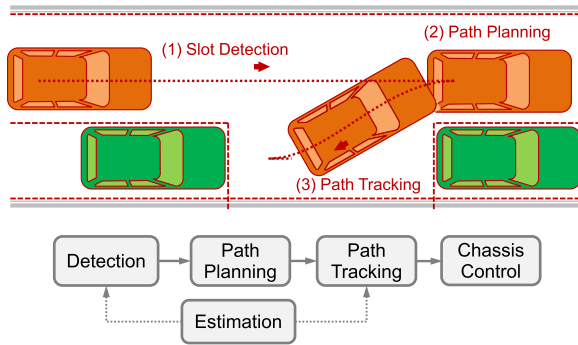 (1) Slot Detection
(2) Path Planning
(3) Path Tracking
Detection
Path
Planning
Path
Tracking
Chassis
Control
Estimation